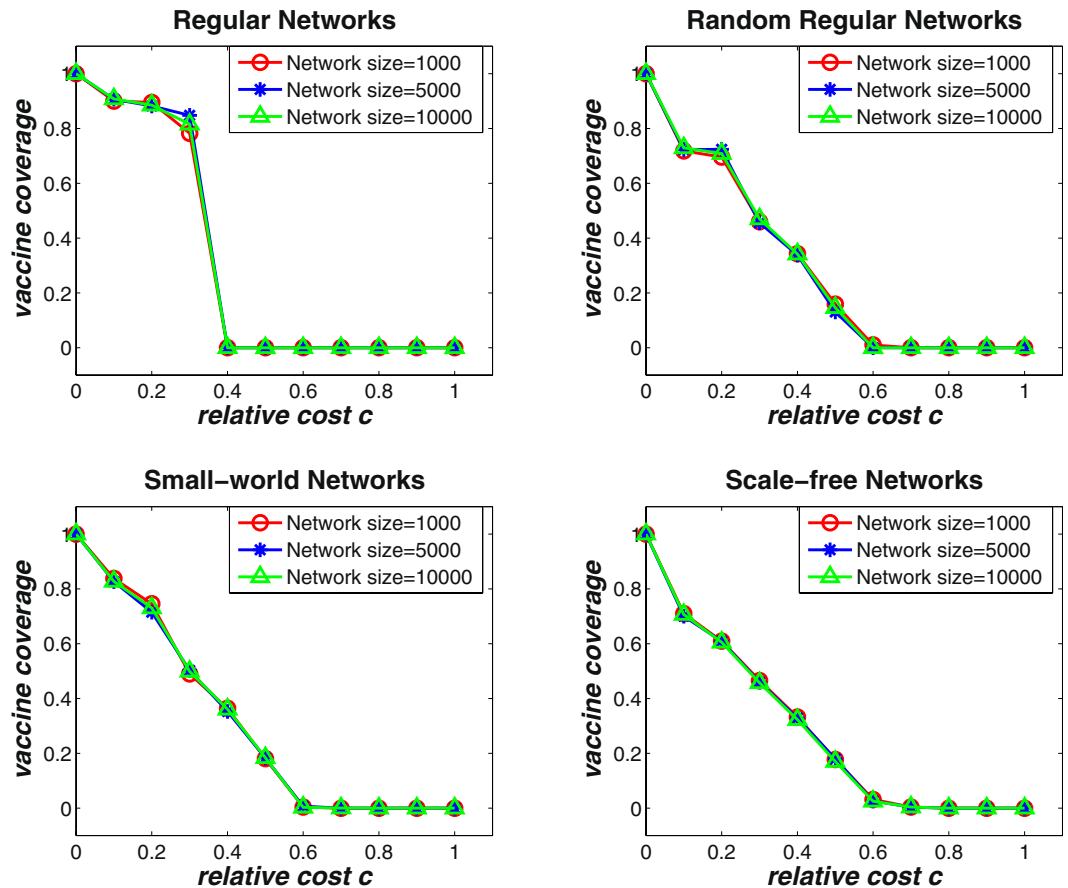 Regular Networks
1
0.8
0.6
0.4
0.2
0
vaccine coverage
0 0.2 0.4 0.6 0.8 1
relative cost c
Network size=1000
Network size=5000
Network size=10000
Random Regular Networks
1
0.8
0.6
0.4
0.2
0
vaccine coverage
0 0.2 0.4 0.6 0.8 1
relative cost c
Network size=1000
Network size=5000
Network size=10000
Small-world Networks
1
0.8
0.6
0.4
0.2
0
vaccine coverage
0 0.2 0.4 0.6 0.8 1
relative cost c
Network size=1000
Network size=5000
Network size=10000
Scale-free Networks
1
0.8
0.6
0.4
0.2
0
vaccine coverage
0 0.2 0.4 0.6 0.8 1
relative cost c
Network size=1000
Network size=5000
Network size=10000